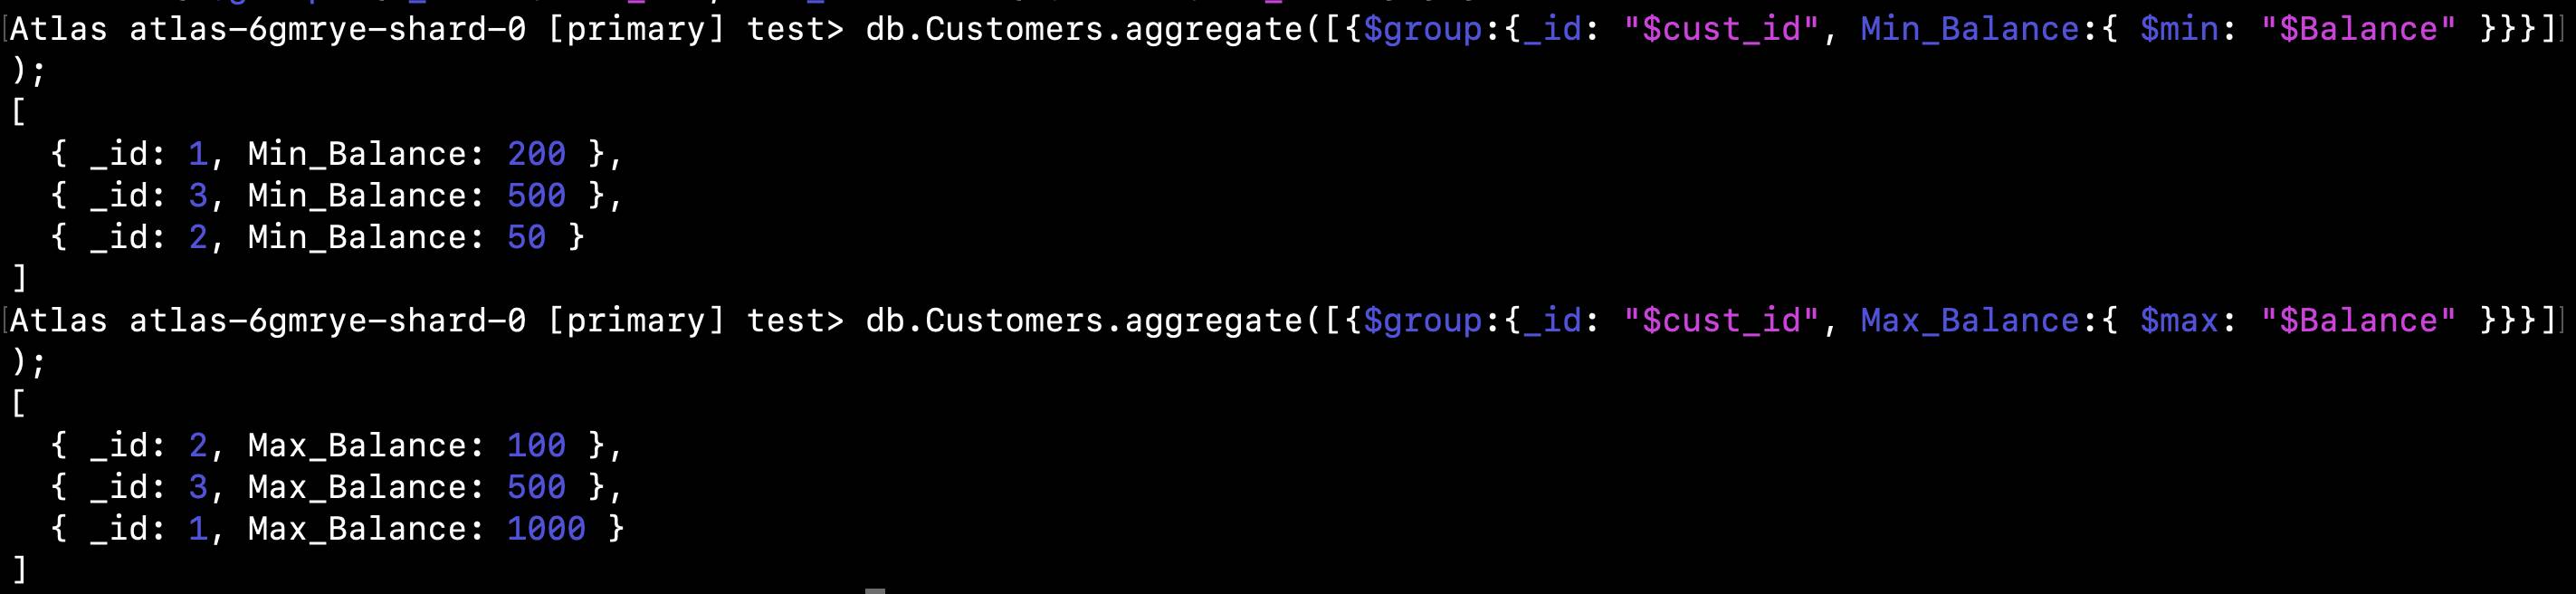 Atlas atlas-6gmrye-shard-0 [primary] test> db.Customers.aggregate([{$group:{_id: "$cust_id", Min_Balance:{ $min: "$Balance" }}}]
);
[
  { _id: 1, Min_Balance: 200 },
  { _id: 3, Min_Balance: 500 },
  { _id: 2, Min_Balance: 50 }
]
Atlas atlas-6gmrye-shard-0 [primary] test> db.Customers.aggregate([{$group:{_id: "$cust_id", Max_Balance:{ $max: "$Balance" }}}]
);
[
  { _id: 2, Max_Balance: 100 },
  { _id: 3, Max_Balance: 500 },
  { _id: 1, Max_Balance: 1000 }
]